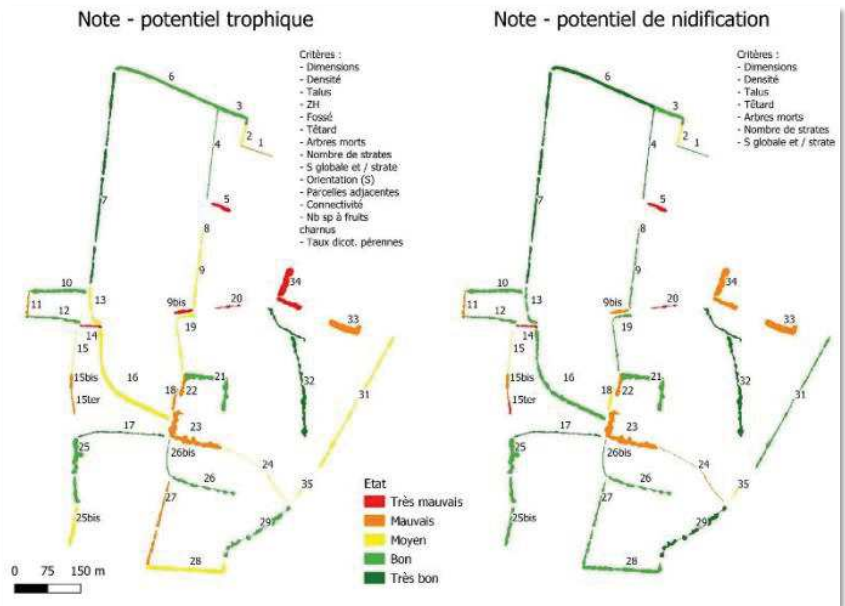 Note - potentiel trophique
Critères :
- Dimensions
- Densité
- Talus
- ZH
- Fossé
- Têtard
- Arbres morts
- Nombre de strates
- S globale et / strate
- Orientation (S)
- Parcelles adjacentes
- Connectivité
- Nb sp à fruits
charnus
- Taux dicot. pérennes
6
3
2
1
4
5
7
8
9
10
11
12
13
14
15
9bis
20
34
19
33
15bis
15ter
16
18
22
21
32
31
17
23
25
26bis
24
26
27
35
25bis
29
28
Etat
Très mauvais
Mauvais
Moyen
Bon
Très bon
0 75 150 m
Note - potentiel de nidification
Critères :
- Dimensions
- Densité
- Talus
- Têtard
- Arbres morts
- Nombre de strates
- S globale et / strate
6
3
2
1
4
5
7
8
9
10
11
12
13
14
15
9bis
20
34
19
33
15bis
15ter
16
18
22
21
32
31
17
23
25
26bis
24
26
27
35
25bis
29
28